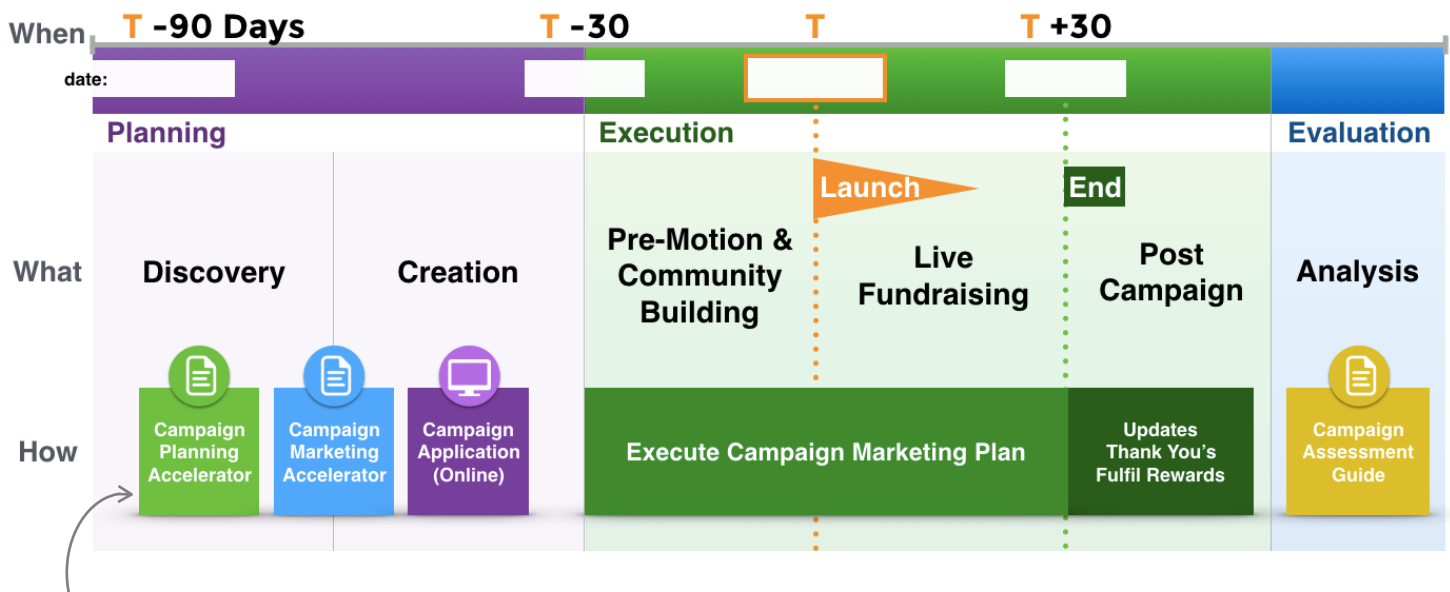 When
T -90 Days
T -30
T
T +30
date:
Planning
Execution
Evaluation
Launch
End
What
Discovery
Creation
Pre-Motion &
Community
Building
Live
Fundraising
Post
Campaign
Analysis
How
Campaign
Planning
Accelerator
Campaign
Marketing
Accelerator
Campaign
Application
(Online)
Execute Campaign Marketing Plan
Updates
Thank You's
Fulfil Rewards
Campaign
Assessment
Guide